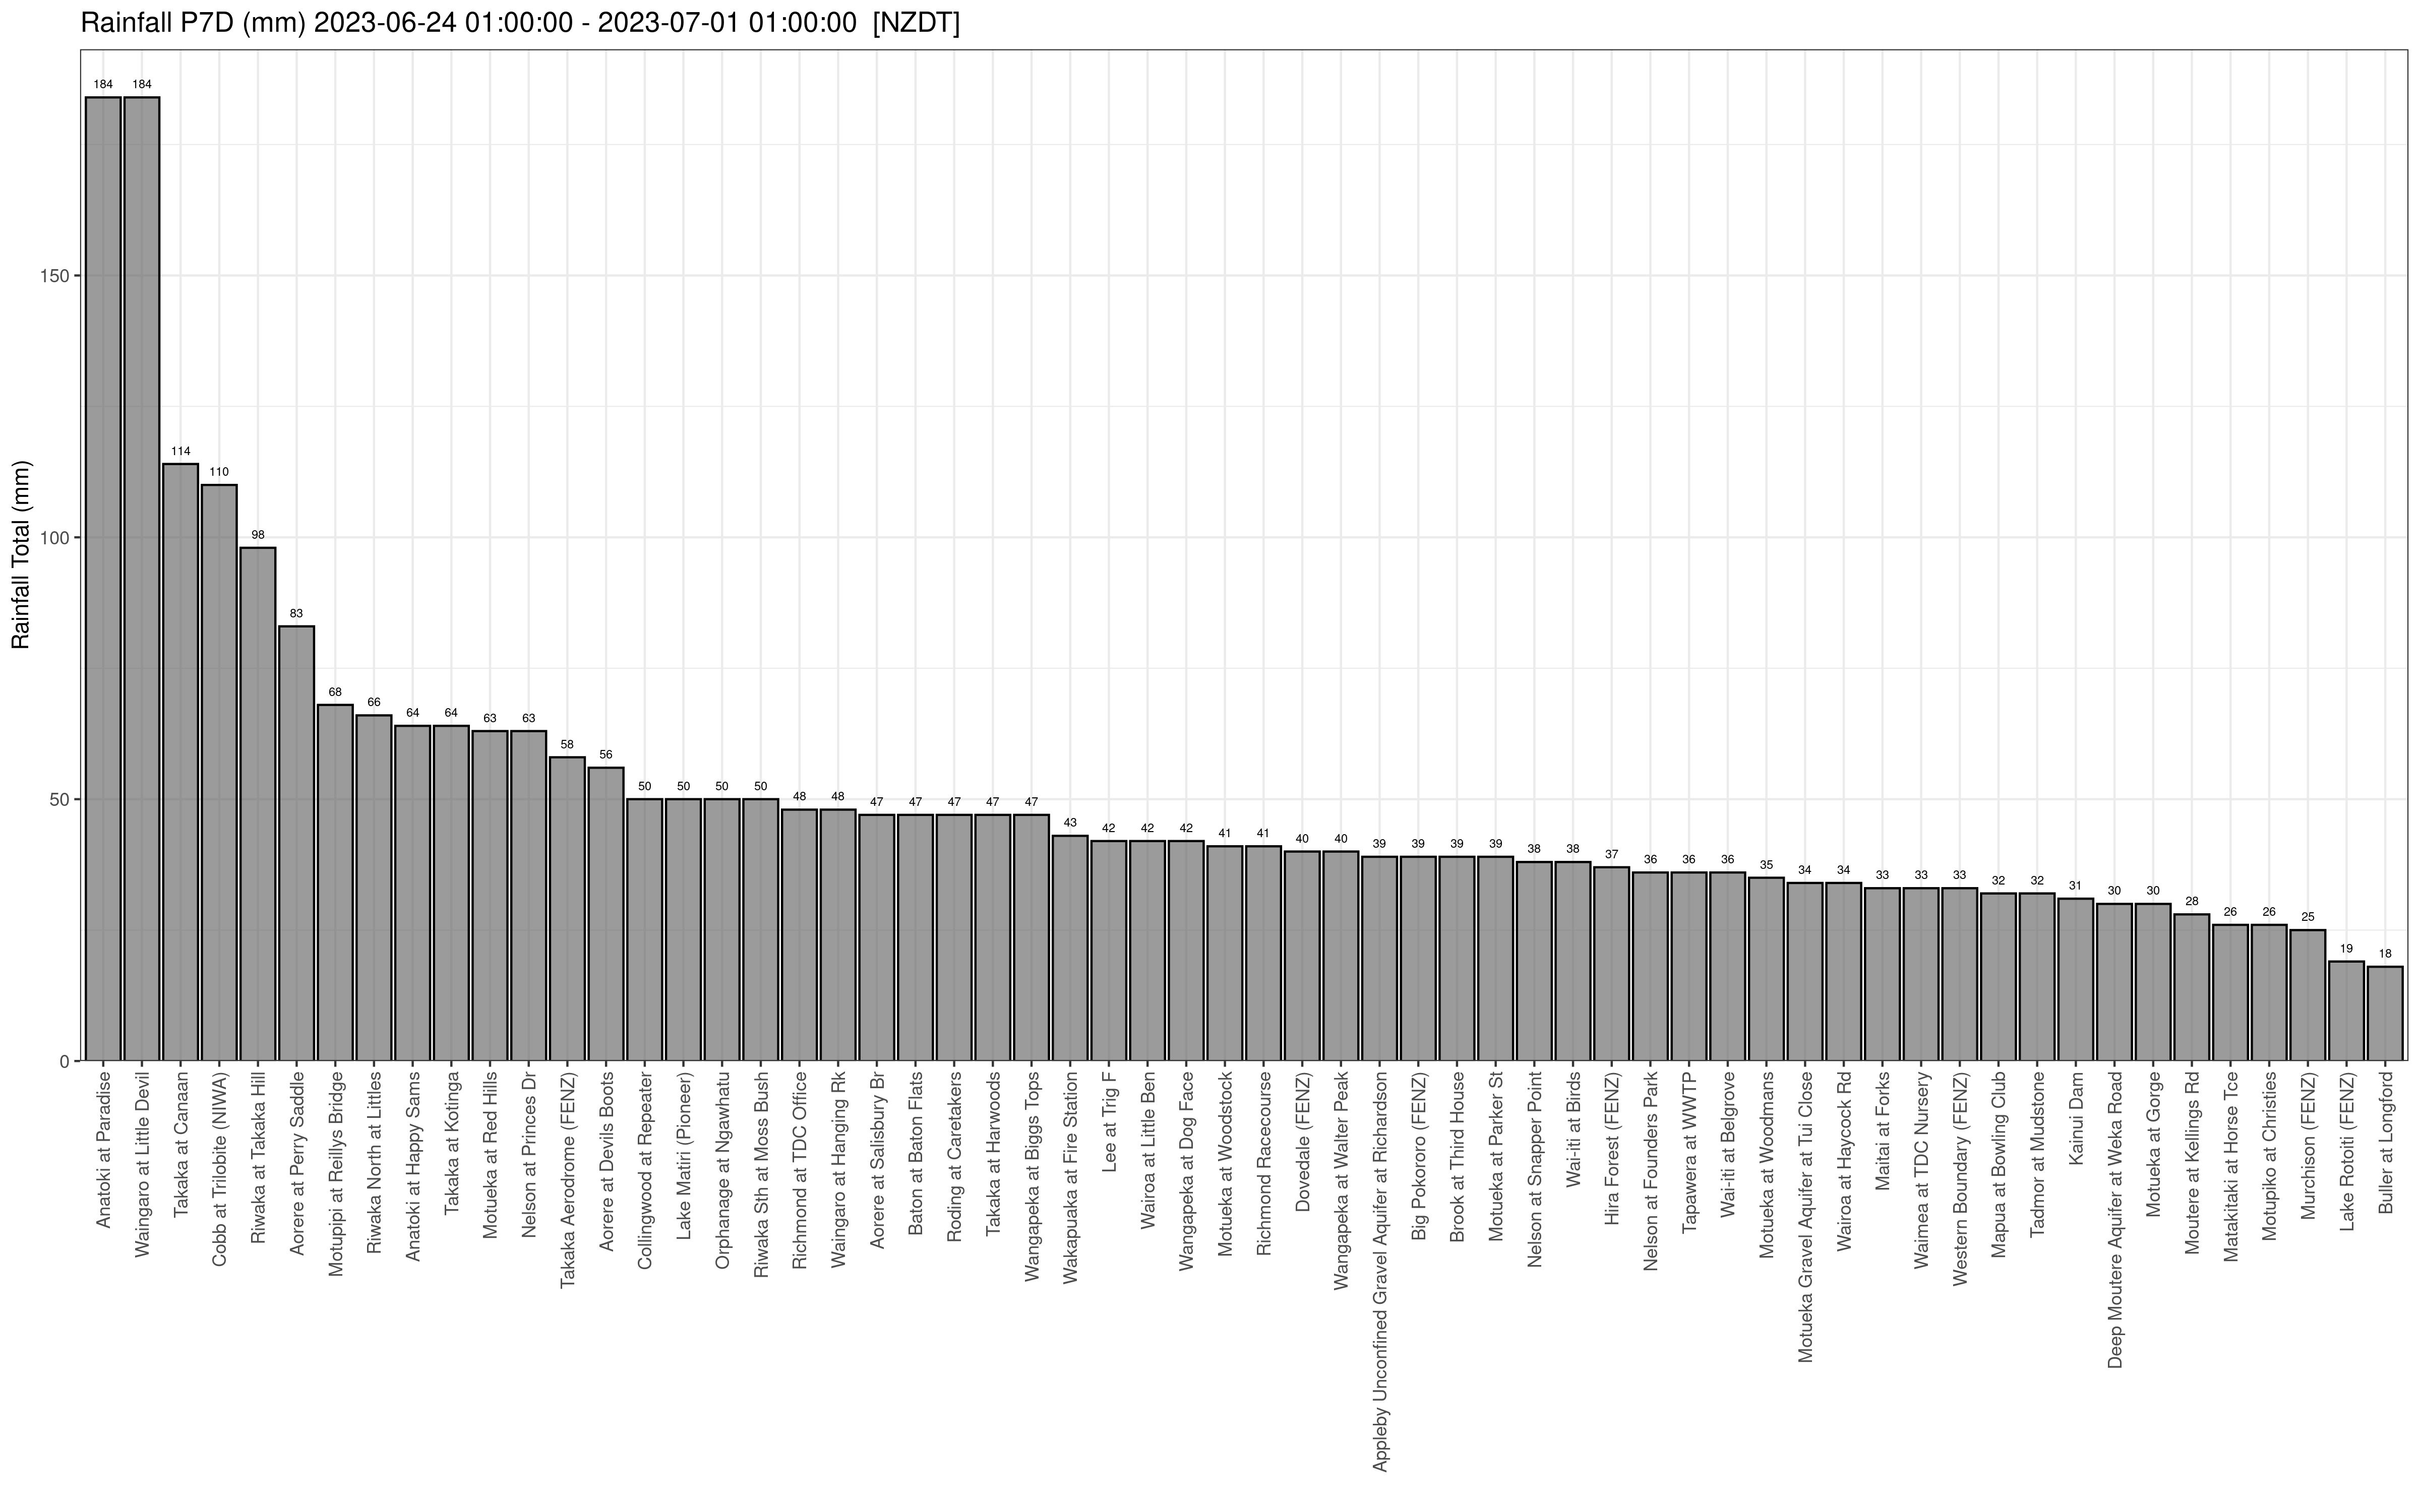 Rainfall P7D (mm) 2023-06-24 01:00:00 - 2023-07-01 01:00:00 [NZDT]
Rainfall Total (mm)
150
100
50
0
184
184
114
110
98
83
68
66
64
64
63
63
58
56
50
50
50
50
48
48
47
47
47
47
47
43
42
42
42
41
41
40
40
39
39
39
39
38
38
37
36
36
36
35
34
34
33
33
33
32
32
31
30
30
28
26
26
25
19
18
Anatoki at Paradise
Waingaro at Little Devil
Takaka at Canaan
Cobb at Trilobite (NIWA)
Riwaka at Takaka Hill
Aorere at Perry Saddle
Motupipi at Reillys Bridge
Riwaka North at Littles
Anatoki at Happy Sams
Takaka at Kotinga
Motueka at Red Hills
Nelson at Princes Dr
Takaka Aerodrome (FENZ)
Aorere at Devils Boots
Collingwood at Repeater
Lake Matiri (Pioneer)
Orphanage at Ngawhatu
Riwaka Sth at Moss Bush
Richmond at TDC Office
Waingaro at Hanging Rk
Aorere at Salisbury Br
Baton at Baton Flats
Roding at Caretakers
Takaka at Harwoods
Wangapeka at Biggs Tops
Wakapuaka at Fire Station
Lee at Trig F
Wairoa at Little Ben
Wangapeka at Dog Face
Motueka at Woodstock
Richmond Racecourse
Dovedale (FENZ)
Wangapeka at Walter Peak
Appleby Unconfined Gravel Aquifer at Richardson
Big Pokororo (FENZ)
Brook at Third House
Motueka at Parker St
Nelson at Snapper Point
Wai-iti at Birds
Hira Forest (FENZ)
Nelson at Founders Park
Tapawera at WWTP
Wai-iti at Belgrove
Motueka at Woodmans
Motueka Gravel Aquifer at Tui Close
Wairoa at Haycock Rd
Maitai at Forks
Waimea at TDC Nursery
Western Boundary (FENZ)
Mapua at Bowling Club
Tadmor at Mudstone
Kainui Dam
Deep Moutere Aquifer at Weka Road
Motueka at Gorge
Moutere at Kellings Rd
Matakitaki at Horse Tce
Motupiko at Christies
Murchison (FENZ)
Lake Rotoiti (FENZ)
Buller at Longford